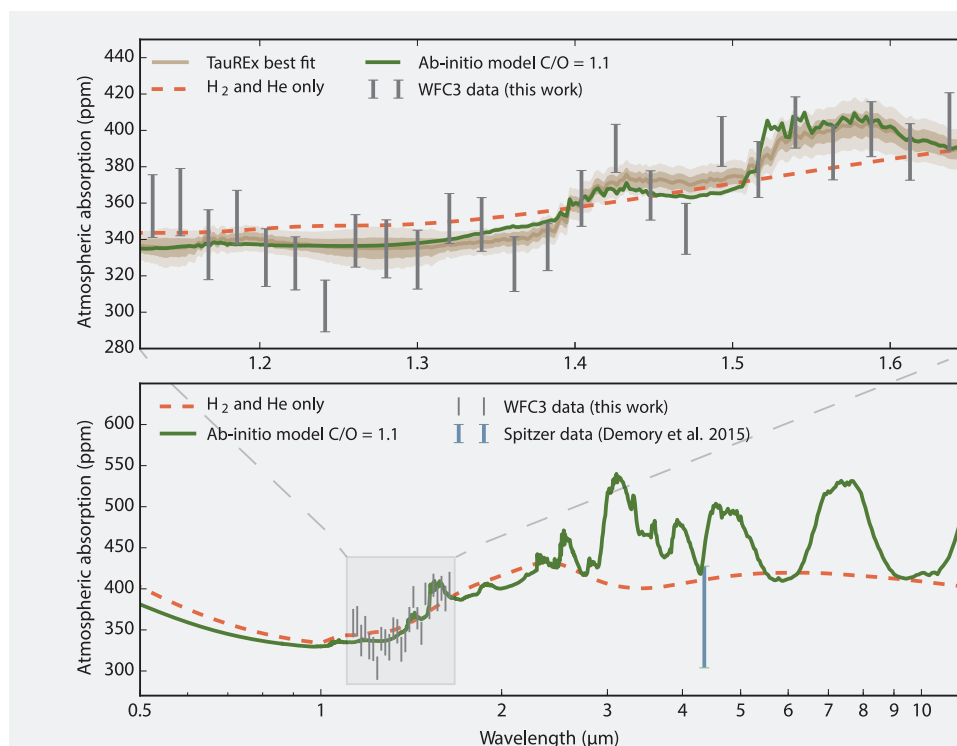 TauREx best fit
Ab-initio model C/O = 1.1
H2 and He only
WFC3 data (this work)
Atmospheric absorption (ppm)
440
420
400
380
360
340
320
300
280
1.2
1.3
1.4
1.5
1.6
H2 and He only
WFC3 data (this work)
Ab-initio model C/O = 1.1
Spitzer data (Demory et al. 2015)
Atmospheric absorption (ppm)
600
550
500
450
400
350
300
0.5
1
2
3
4
5
6
7
8
9
10
Wavelength (μm)